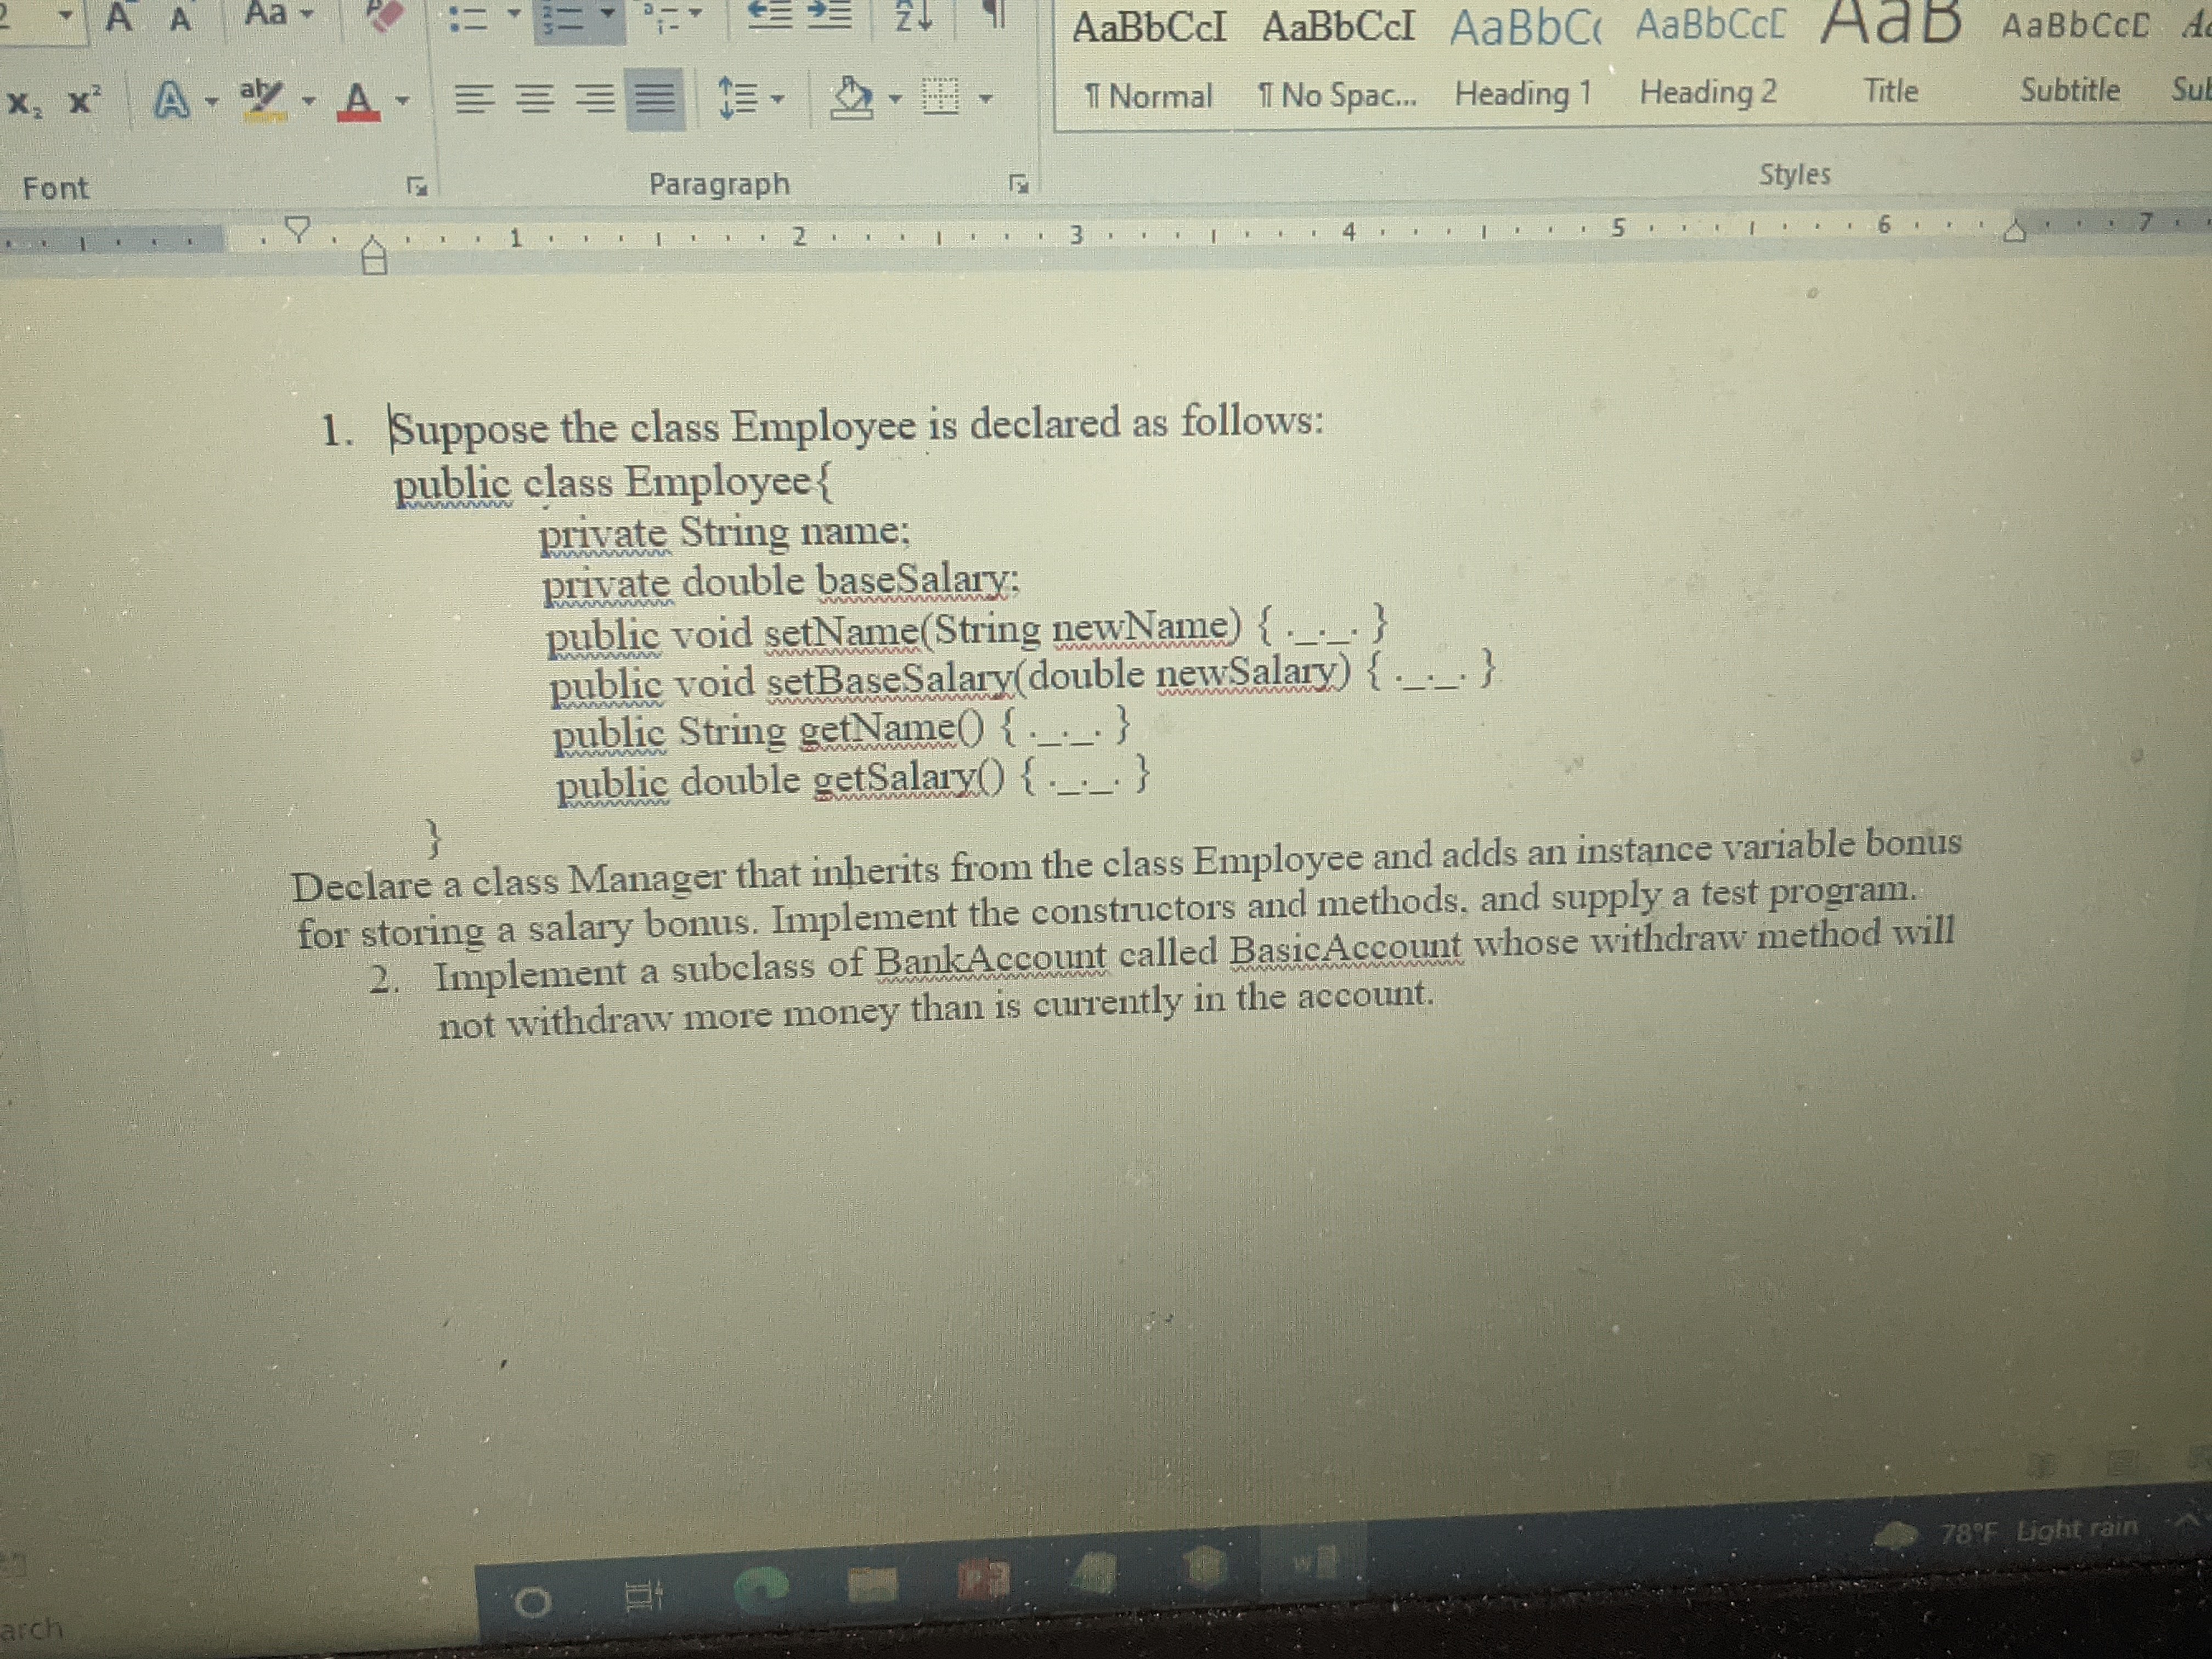 Aa
AaBbCcI AaBbCcI AaBbC AaBbCcD AaB AaBbCcD
¶ Normal ¶ No Spac... Heading 1 Heading 2 Title Subtitle
Font Paragraph Styles
1 2 3 4 5 6 7
1. Suppose the class Employee is declared as follows:
public class Employee{
private String name;
private double baseSalary;
public void setName(String newName) { ._._. }
public void setBaseSalary(double newSalary) { ._._. }
public String getName() { ._._. }
public double getSalary() { ._._. }
}
Declare a class Manager that inherits from the class Employee and adds an instance variable bonus
for storing a salary bonus. Implement the constructors and methods, and supply a test program.
2. Implement a subclass of BankAccount called BasicAccount whose withdraw method will
not withdraw more money than is currently in the account.
78°F Light rain
arch